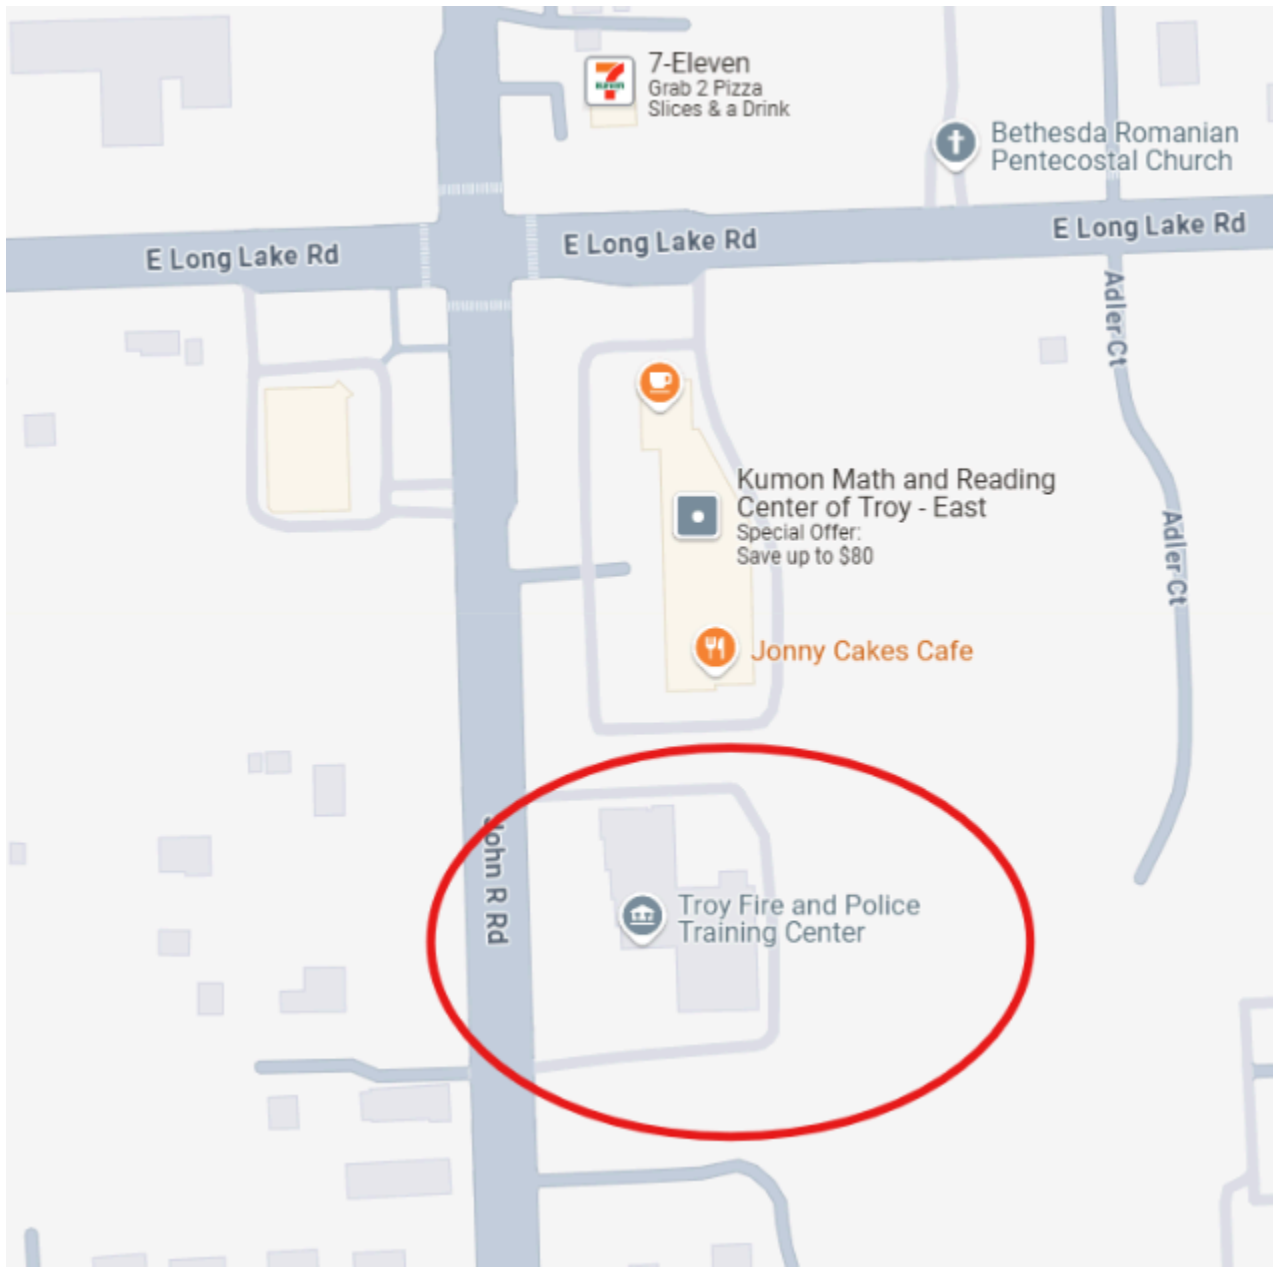 7-Eleven
Grab 2 Pizza
Slices & a Drink
Bethesda Romanian
Pentecostal Church
E Long Lake Rd
E Long Lake Rd
E Long Lake Rd
Adler Ct
Kumon Math and Reading
Center of Troy - East
Special Offer:
Save up to $80
Adler Ct
Jonny Cakes Cafe
John R Rd
Troy Fire and Police
Training Center